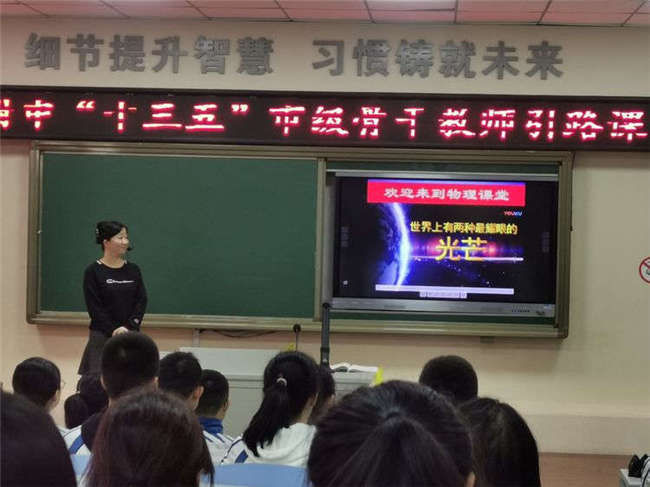 细节提升智慧 习惯铸就未来
中“十三五”市级骨干教师引路课
欢迎来到物理课堂
YOUKU
世界上有两种最耀眼的
光芒